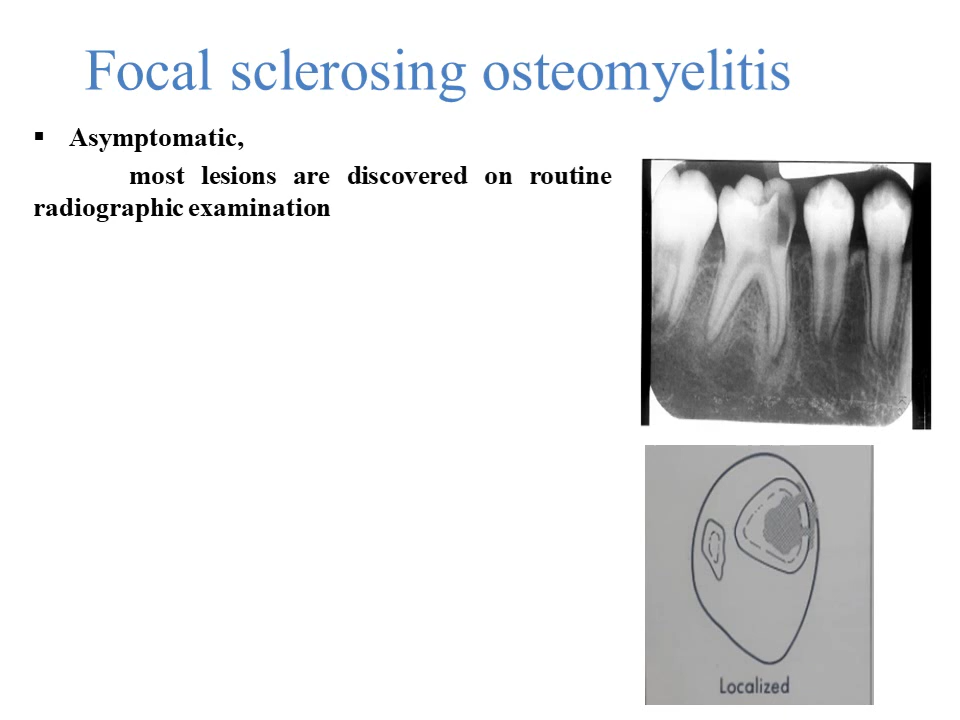 Focal sclerosing osteomyelitis
▪ Asymptomatic,
most lesions are discovered on routine
radiographic examination
Localized